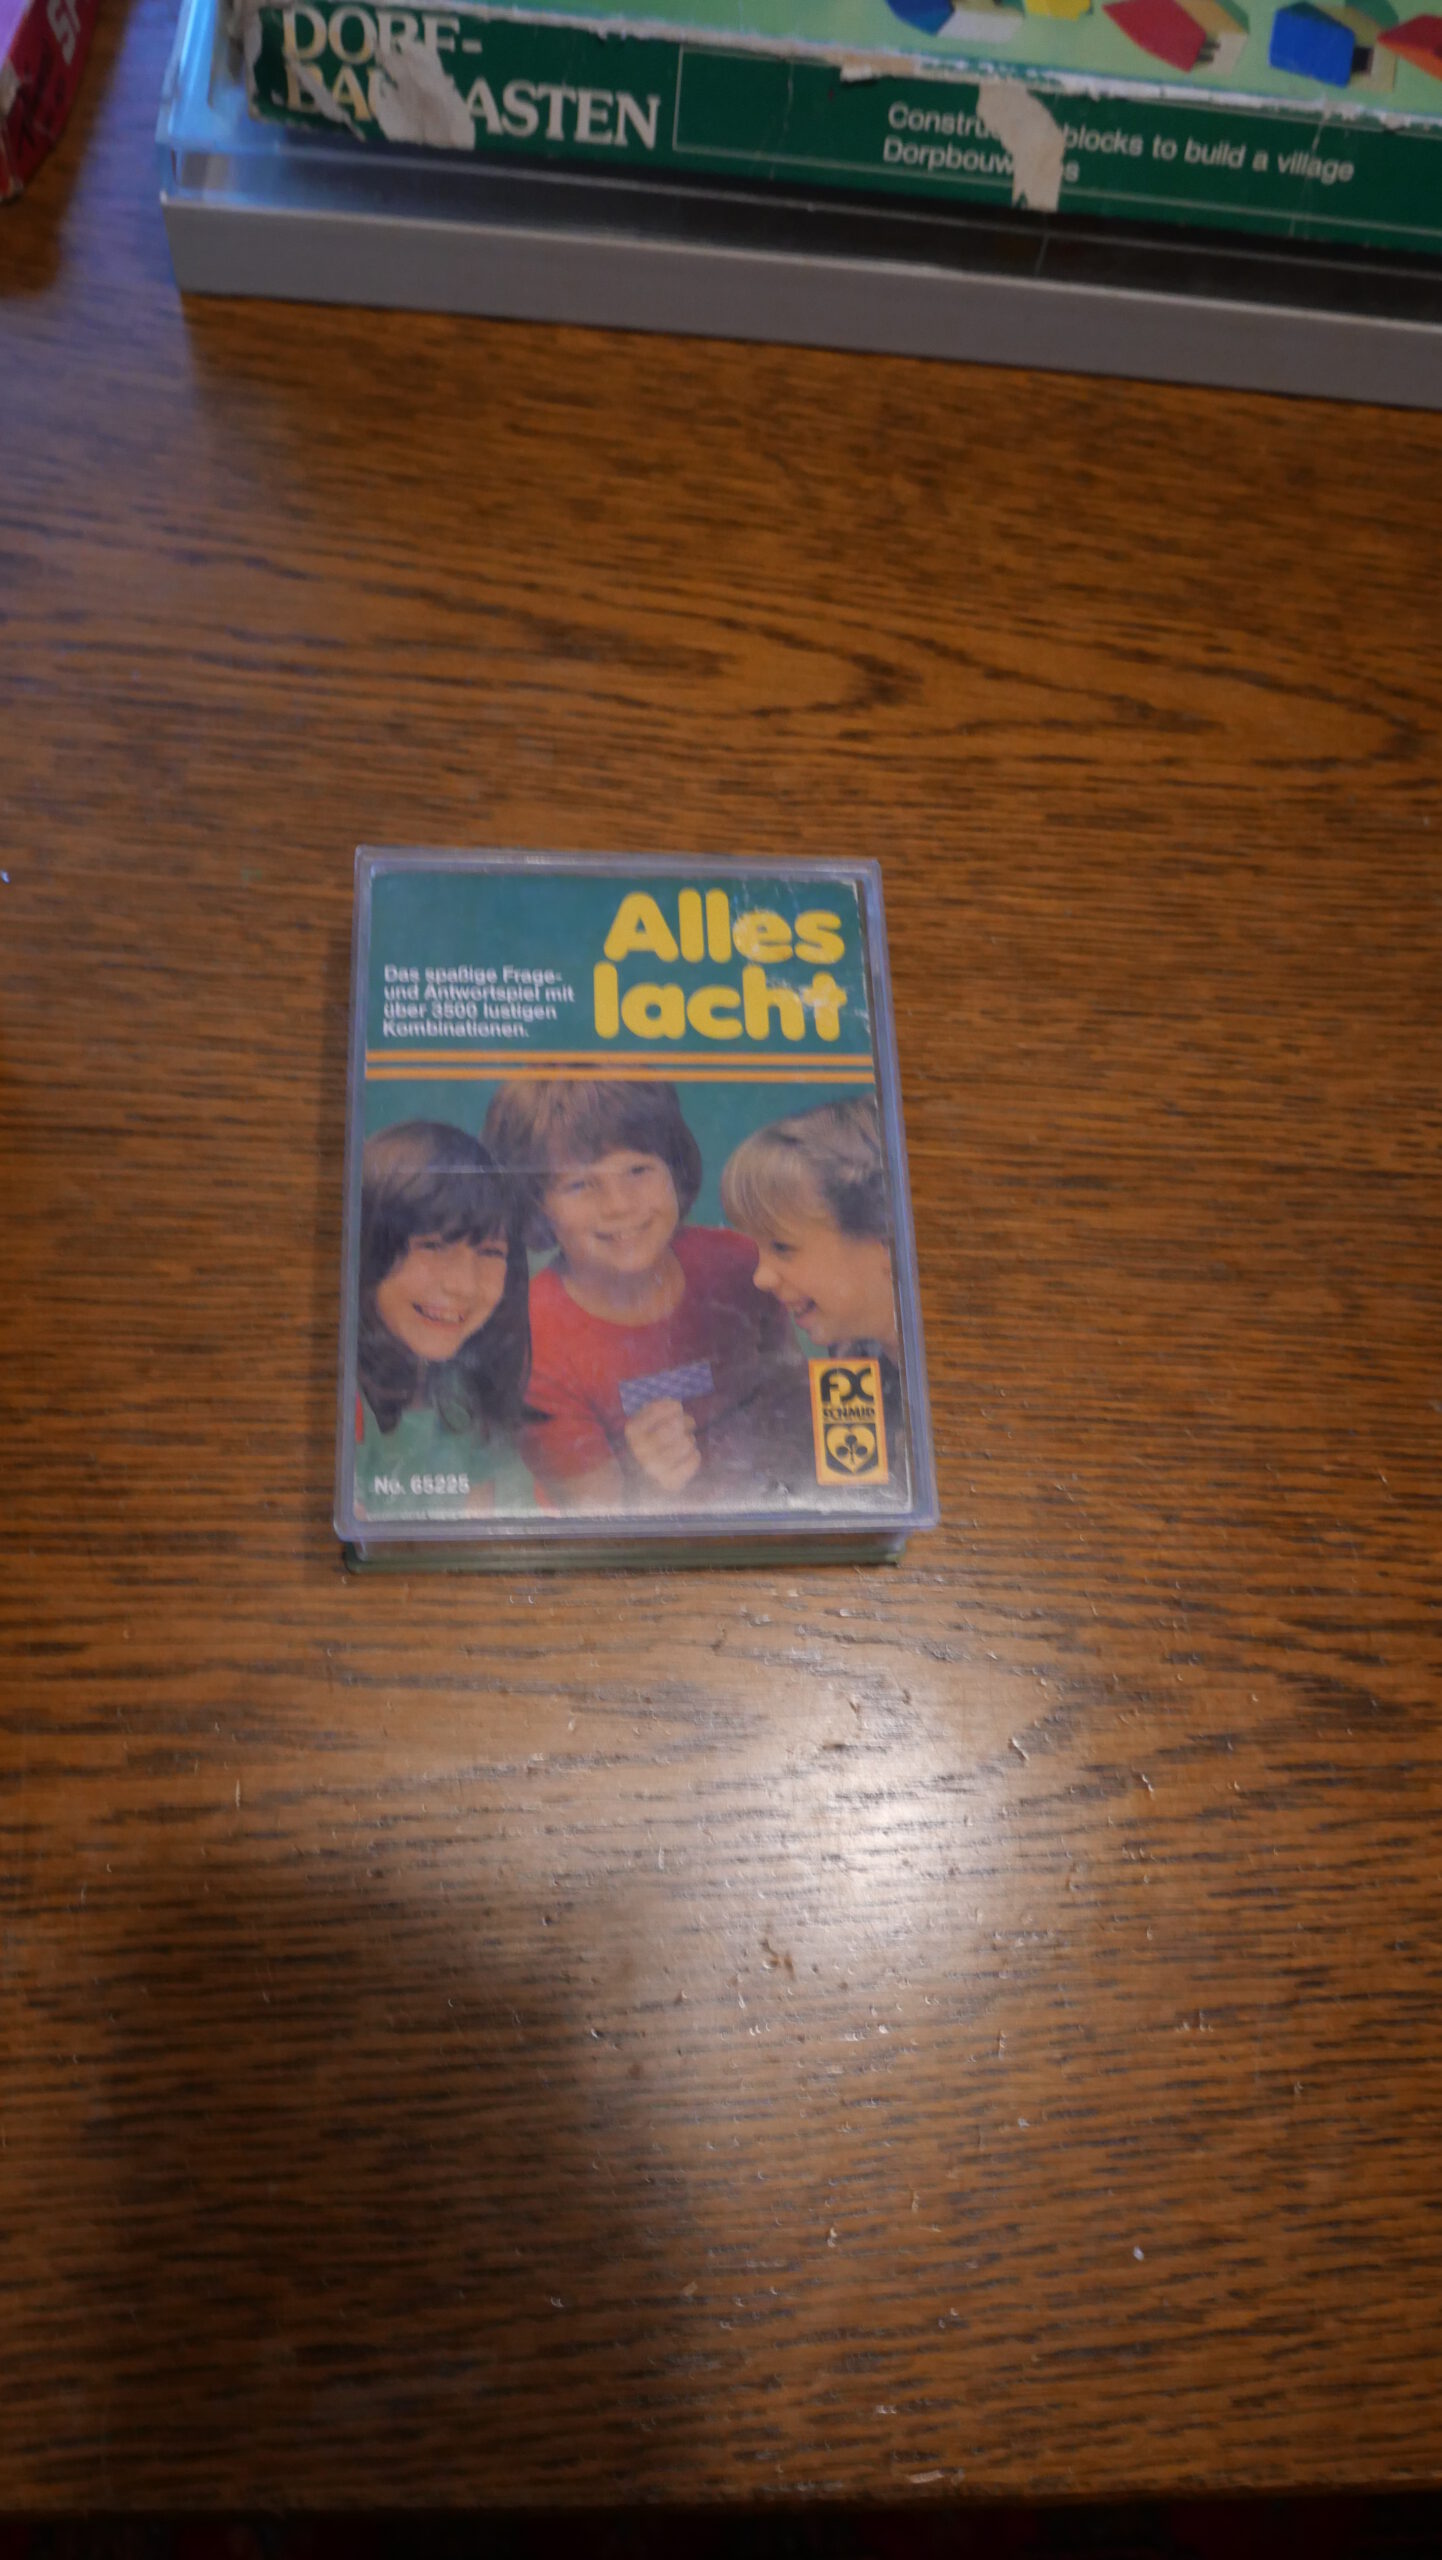 SP
DORF-
ASTEN
blocks to build a village
Alles
lacht
Das spaßige Frage-
und Antwortspiel mit
über 3500 lustigen
Kombinationen.
FX
SCHMID
No. 65225